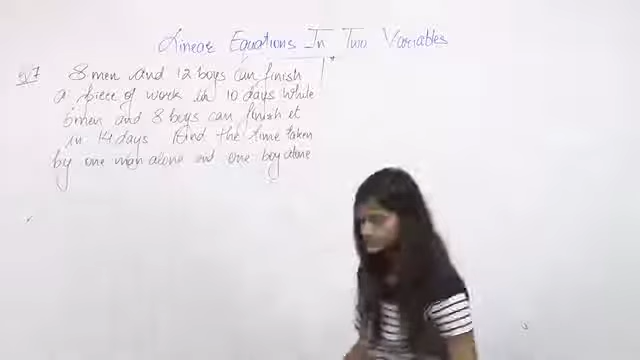 Linear Equations In Two Variables
Q7 8 men and 12 boys can finish
a piece of work in 10 days while
6 men and 8 boys can finish it
in 14 days Find the time taken
by one man alone and one boy alone